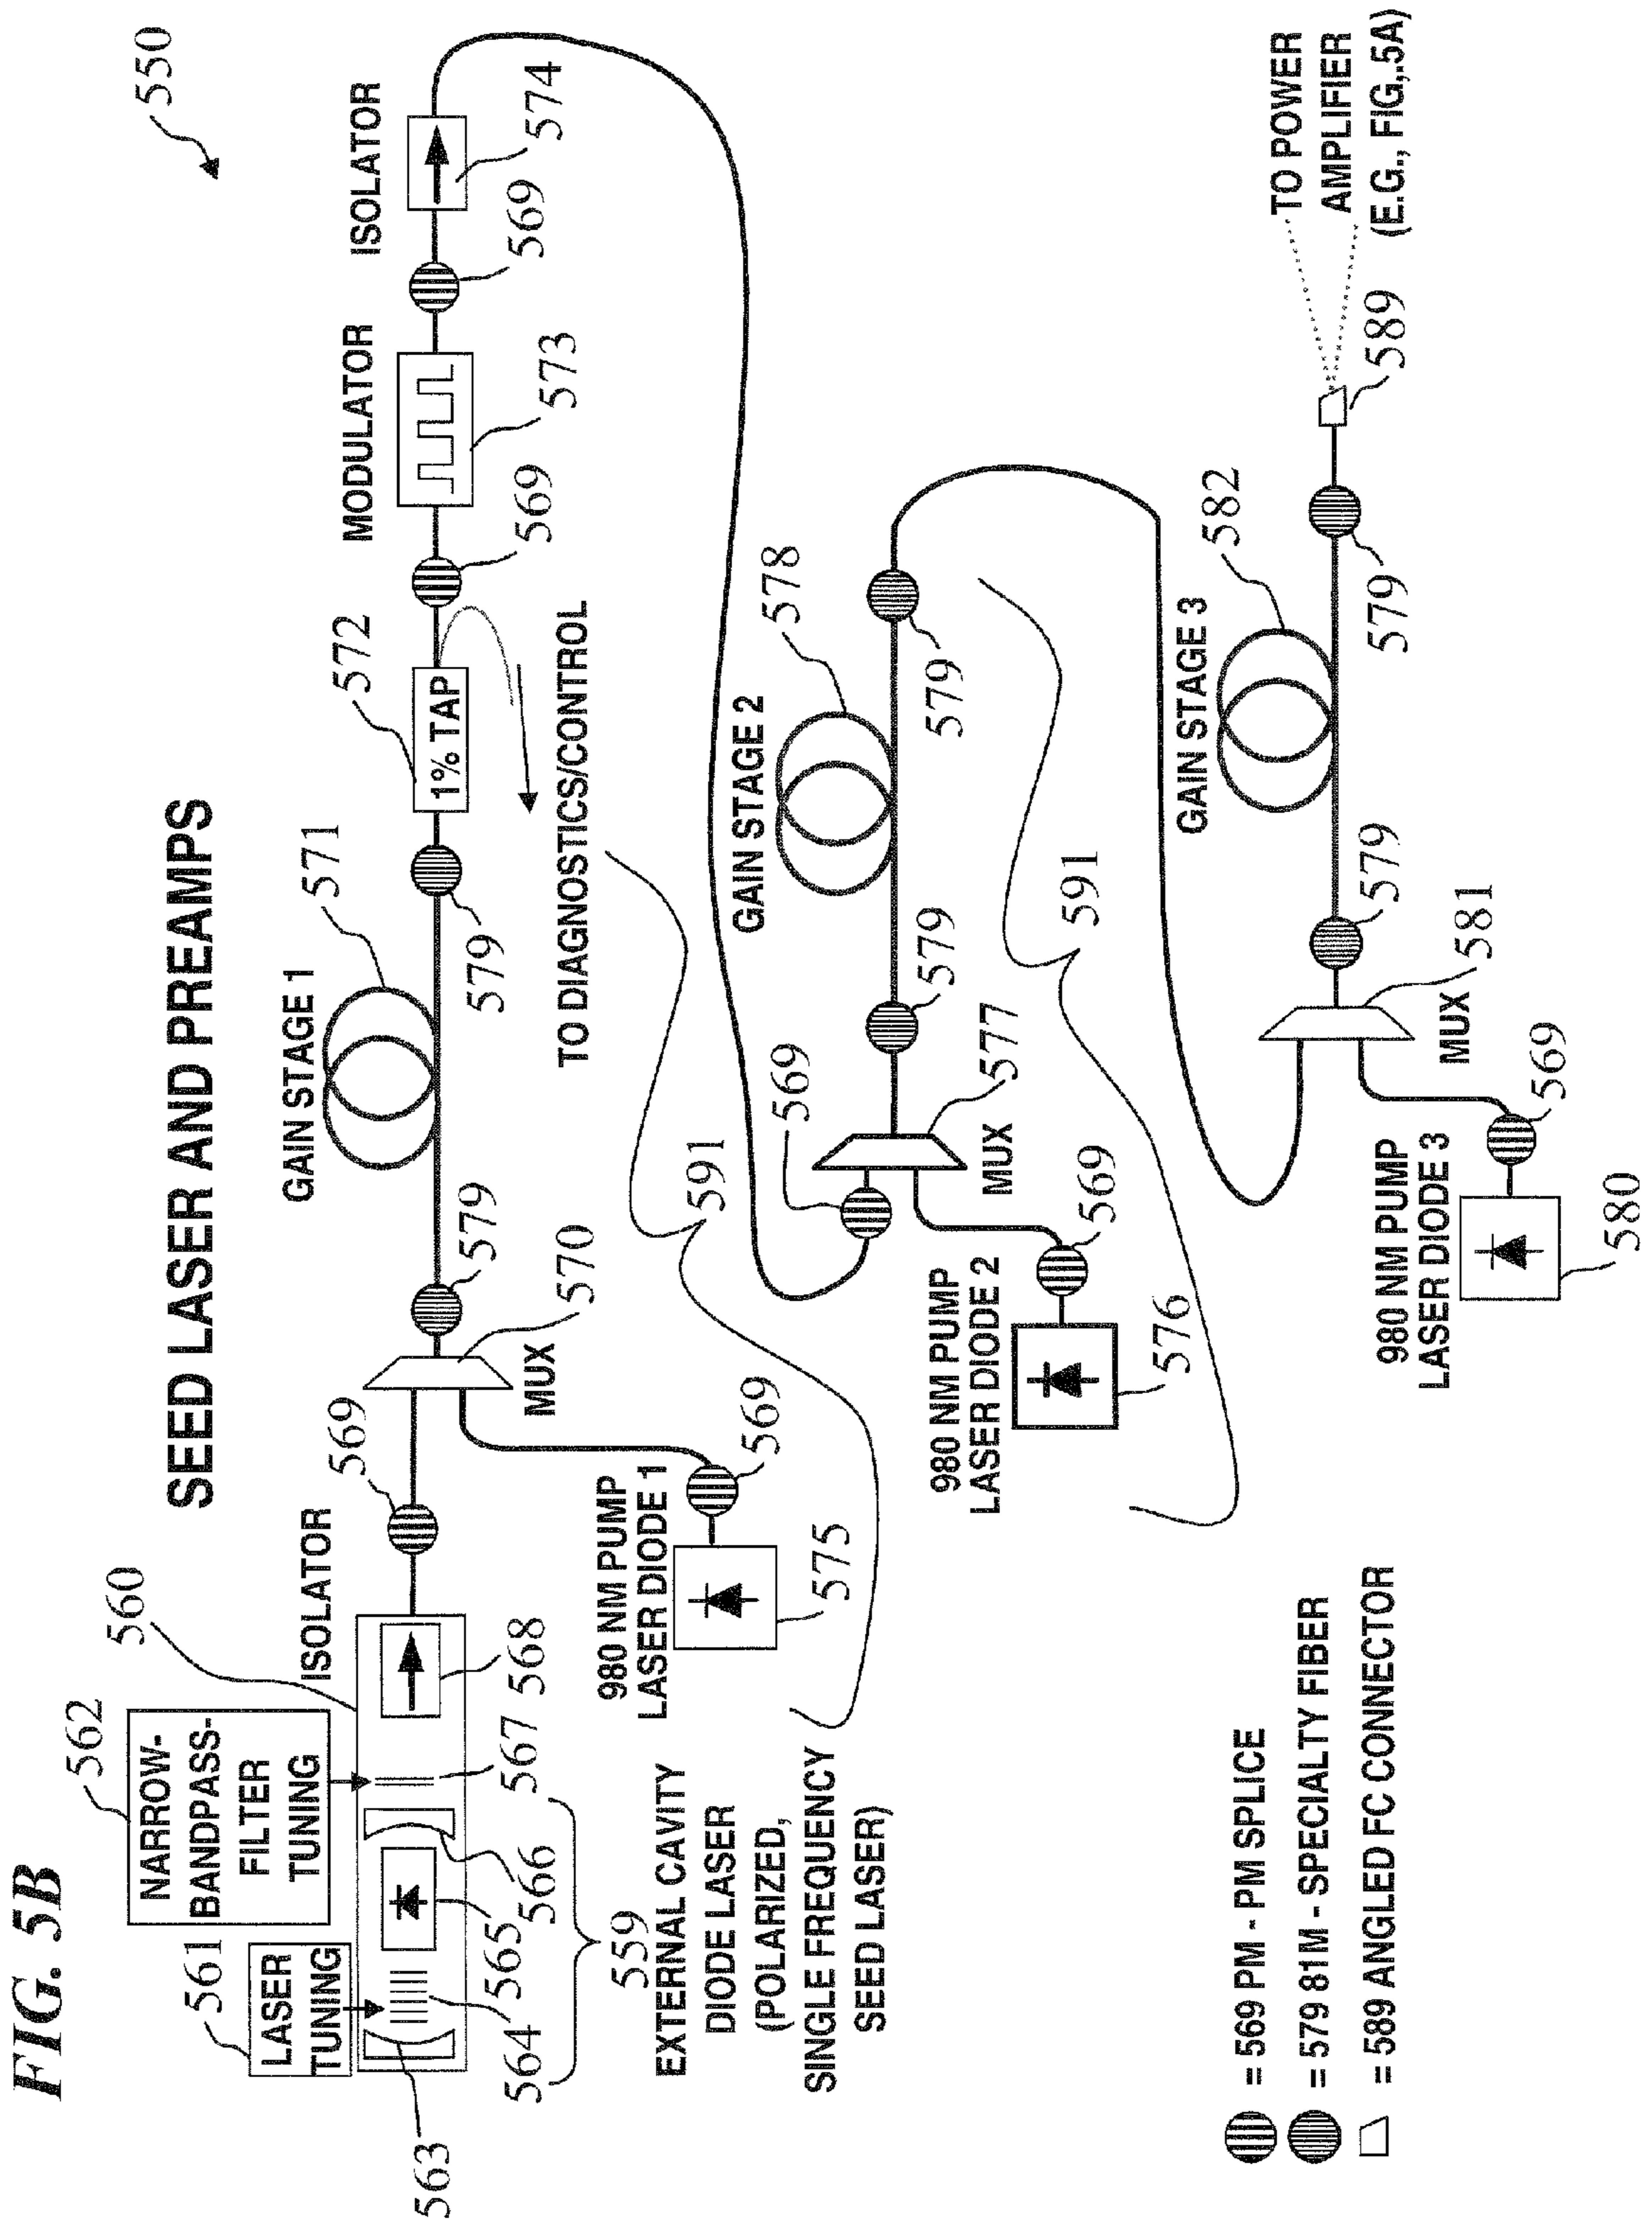 FIG. 5B
SEED LASER AND PREAMPS
550
561
LASER
TUNING
562
NARROW-
BANDPASS-
FILTER
TUNING
560
ISOLATOR
563
564
565
566
567
568
559
EXTERNAL CAVITY
DIODE LASER
(POLARIZED,
SINGLE FREQUENCY
SEED LASER)
569
570
MUX
980 NM PUMP
LASER DIODE 1
569
575
579
GAIN STAGE 1
571
579
572
1% TAP
TO DIAGNOSTICS/CONTROL
569
MODULATOR
573
569
ISOLATOR
574
591
569
577
MUX
980 NM PUMP
LASER DIODE 2
569
576
579
GAIN STAGE 2
578
579
591
581
MUX
980 NM PUMP
LASER DIODE 3
569
580
579
GAIN STAGE 3
582
579
589
TO POWER
AMPLIFIER
(E.G., FIG,.5A)
= 569 PM - PM SPLICE
= 579 81M - SPECIALTY FIBER
= 589 ANGLED FC CONNECTOR